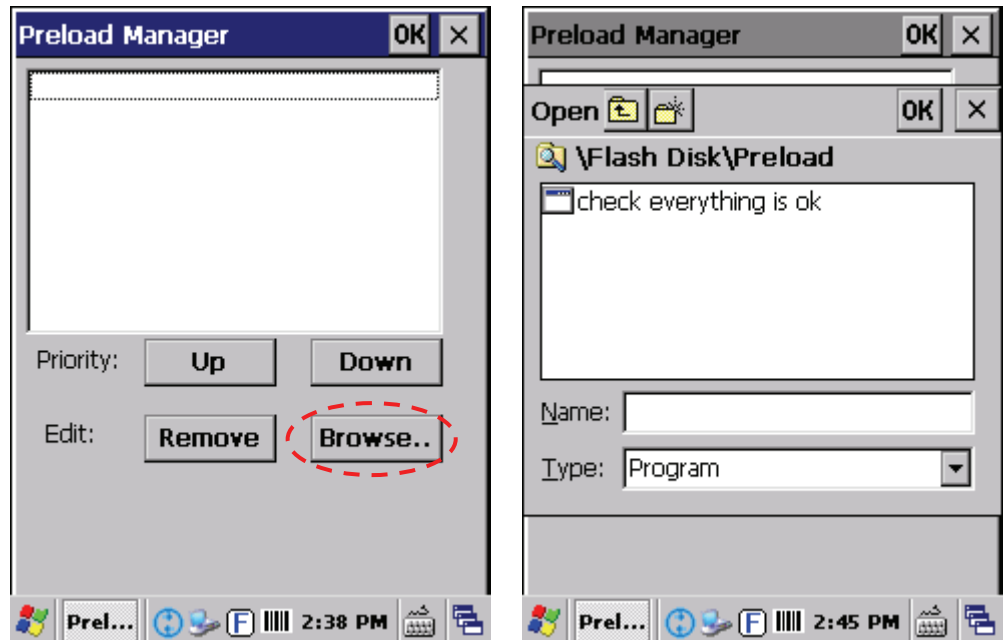 Preload Manager OK
Priority: Up Down
Edit: Remove Browse..
Prel... F 2:38 PM
Preload Manager OK
Open OK
\Flash Disk\Preload
check everything is ok
Name:
Type: Program
Prel... F 2:45 PM